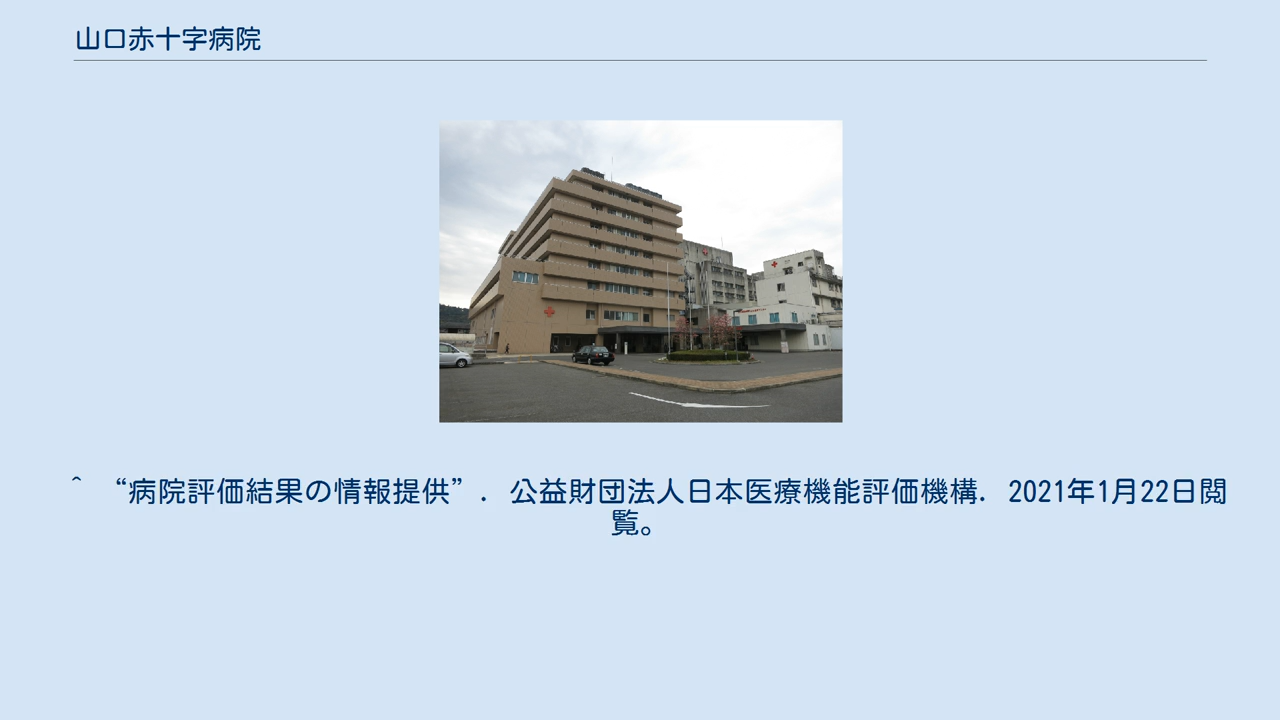 山口赤十字病院
^ “病院評価結果の情報提供”. 公益財団法人日本医療機能評価機構. 2021年1月22日閲
覧。